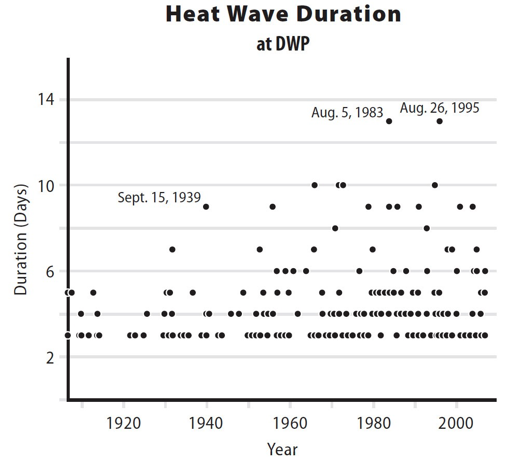 Heat Wave Duration
at DWP
14
Aug. 5, 1983
Aug. 26, 1995
10
Sept. 15, 1939
6
2
Duration (Days)
1920 1940 1960 1980 2000
Year